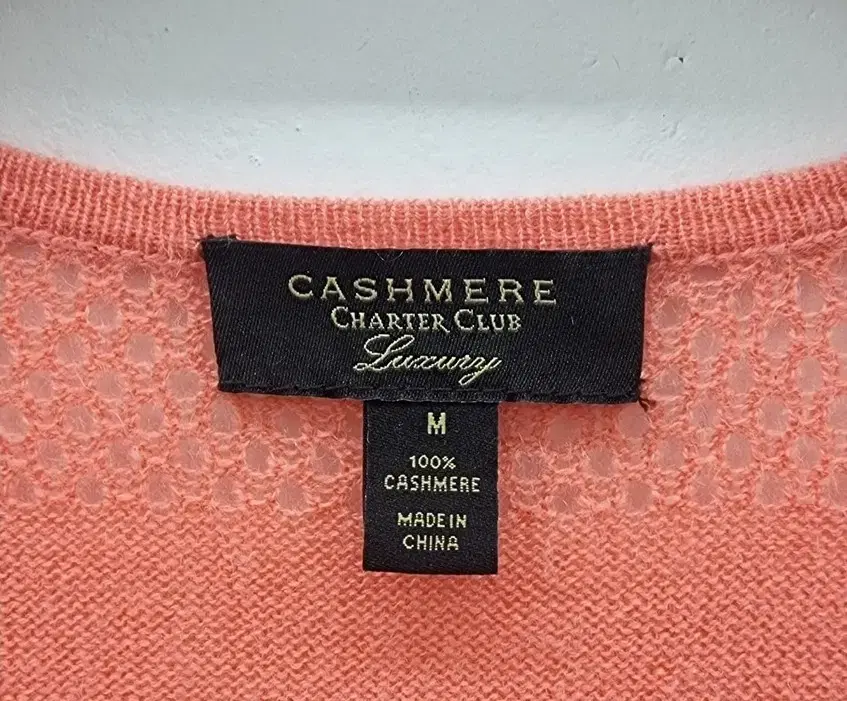 CASHMERE
CHARTER CLUB
Luxury
M
100%
CASHMERE
MADE IN
CHINA